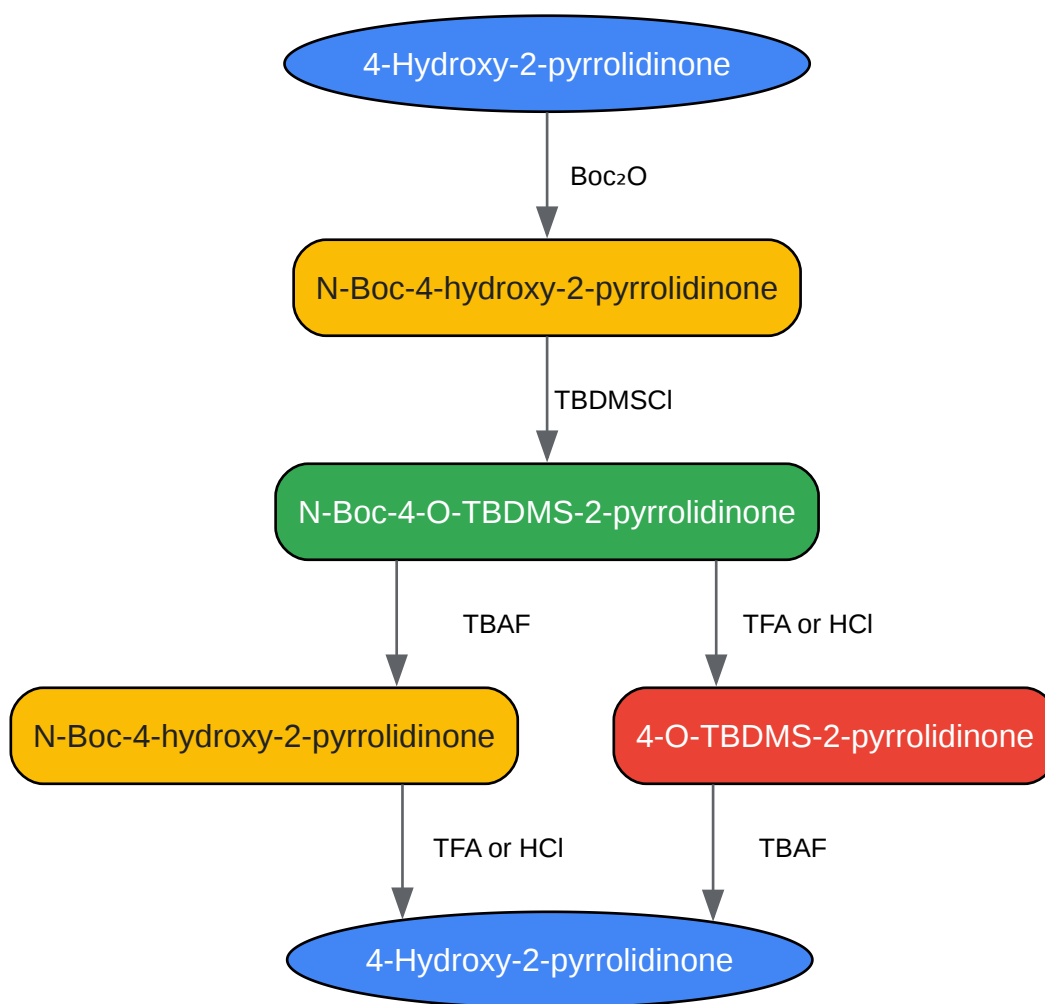 4-Hydroxy-2-pyrrolidinone
Boc₂O
N-Boc-4-hydroxy-2-pyrrolidinone
TBDMSCl
N-Boc-4-O-TBDMS-2-pyrrolidinone
TBAF
TFA or HCl
N-Boc-4-hydroxy-2-pyrrolidinone
4-O-TBDMS-2-pyrrolidinone
TFA or HCl
TBAF
4-Hydroxy-2-pyrrolidinone